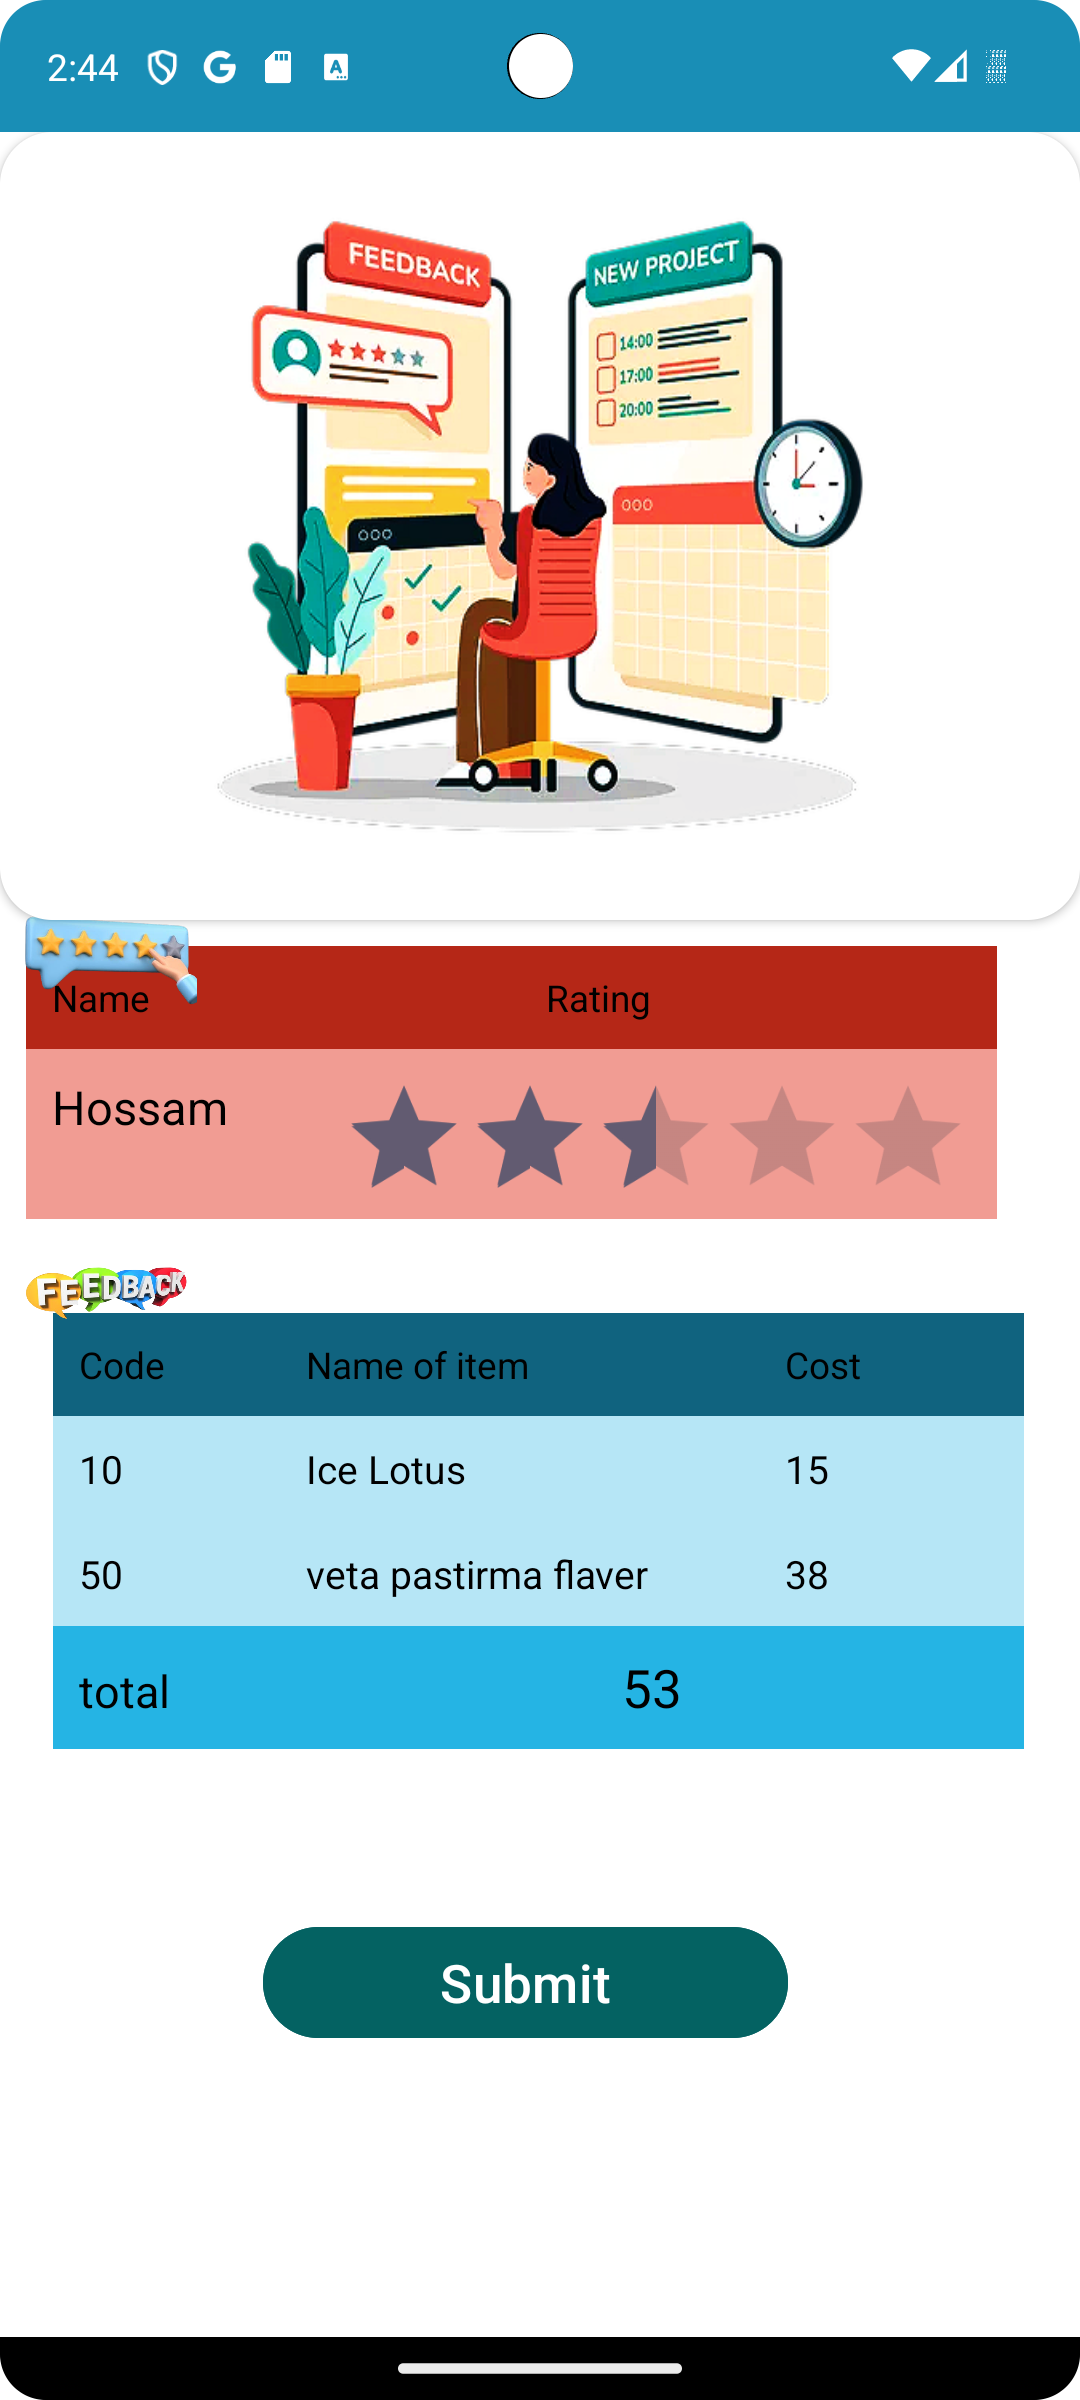 2:44
FEEDBACK
NEW PROJECT
14:00
17:00
20:00
Name Rating
Hossam
FEEDBACK
Code Name of item Cost
10 Ice Lotus 15
50 veta pastirma flaver 38
total 53
Submit